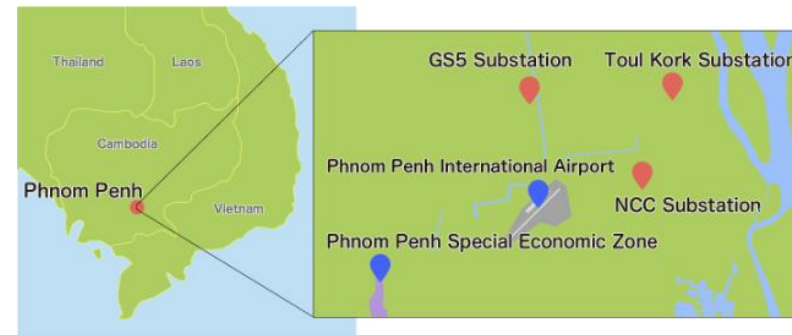 Thailand
Laos
Cambodia
Phnom Penh
Vietnam
GS5 Substation
Toul Kork Substation
Phnom Penh International Airport
NCC Substation
Phnom Penh Special Economic Zone